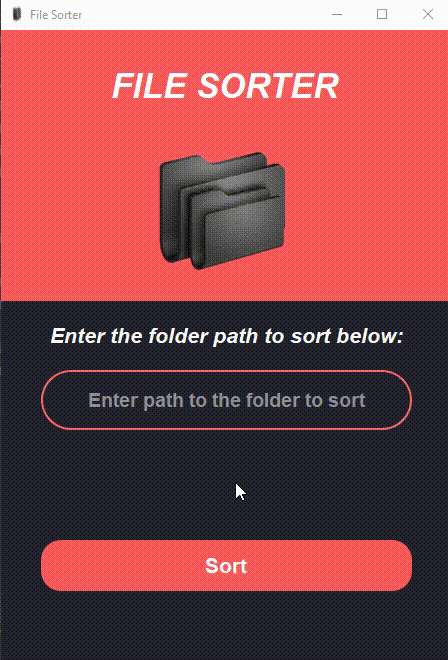 File Sorter
FILE SORTER
Enter the folder path to sort below:
Enter path to the folder to sort
Sort